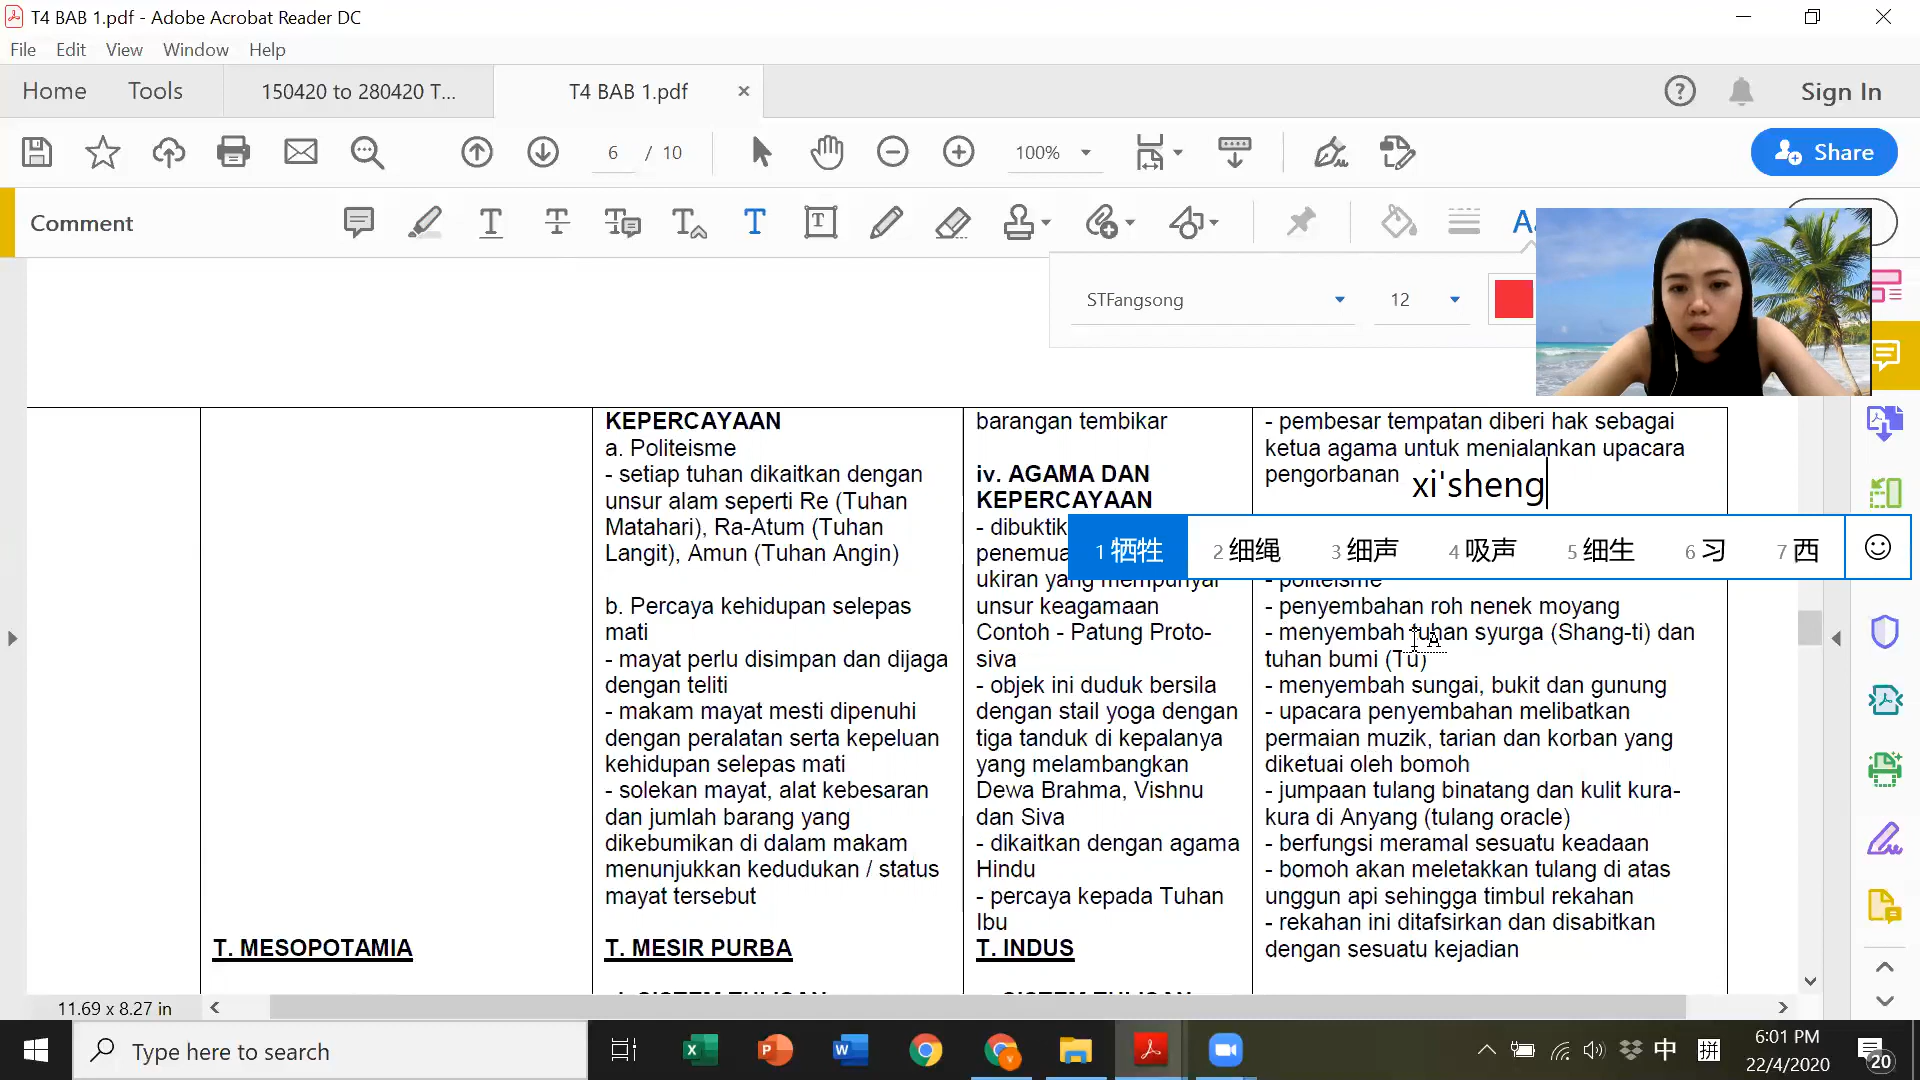 T4 BAB 1.pdf - Adobe Acrobat Reader DC
File Edit View Window Help
Home Tools 150420 to 280420 T... T4 BAB 1.pdf × ? Sign In
6 / 10 100% Share
Comment
STFangsong 12
KEPERCAYAAN
a. Politeisme
- setiap tuhan dikaitkan dengan
unsur alam seperti Re (Tuhan
Matahari), Ra-Atum (Tuhan
Langit), Amun (Tuhan Angin)
b. Percaya kehidupan selepas
mati
- mayat perlu disimpan dan dijaga
dengan teliti
- makam mayat mesti dipenuhi
dengan peralatan serta kepeluan
kehidupan selepas mati
- solekan mayat, alat kebesaran
dan jumlah barang yang
dikebumikan di dalam makam
menunjukkan kedudukan / status
mayat tersebut
barangan tembikar
iv. AGAMA DAN
KEPERCAYAAN
- dibuktik
penemua
ukiran yang mempunyai
unsur keagamaan
Contoh - Patung Proto-
siva
- objek ini duduk bersila
dengan stail yoga dengan
tiga tanduk di kepalanya
yang melambangkan
Dewa Brahma, Vishnu
dan Siva
- dikaitkan dengan agama
Hindu
- percaya kepada Tuhan
Ibu
- pembesar tempatan diberi hak sebagai
ketua agama untuk menjalankan upacara
pengorbanan xi'sheng
1 牺牲 2 细绳 3 细声 4 吸声 5 细生 6 习 7 西
- politeisme
- penyembahan roh nenek moyang
- menyembah tuhan syurga (Shang-ti) dan
tuhan bumi (Tu)
- menyembah sungai, bukit dan gunung
- upacara penyembahan melibatkan
permaian muzik, tarian dan korban yang
diketuai oleh bomoh
- jumpaan tulang binatang dan kulit kura-
kura di Anyang (tulang oracle)
- berfungsi meramal sesuatu keadaan
- bomoh akan meletakkan tulang di atas
unggun api sehingga timbul rekahan
- rekahan ini ditafsirkan dan disabitkan
dengan sesuatu kejadian
T. MESOPOTAMIA T. MESIR PURBA T. INDUS
11.69 x 8.27 in
Type here to search
中 拼
6:01 PM
22/4/2020
20